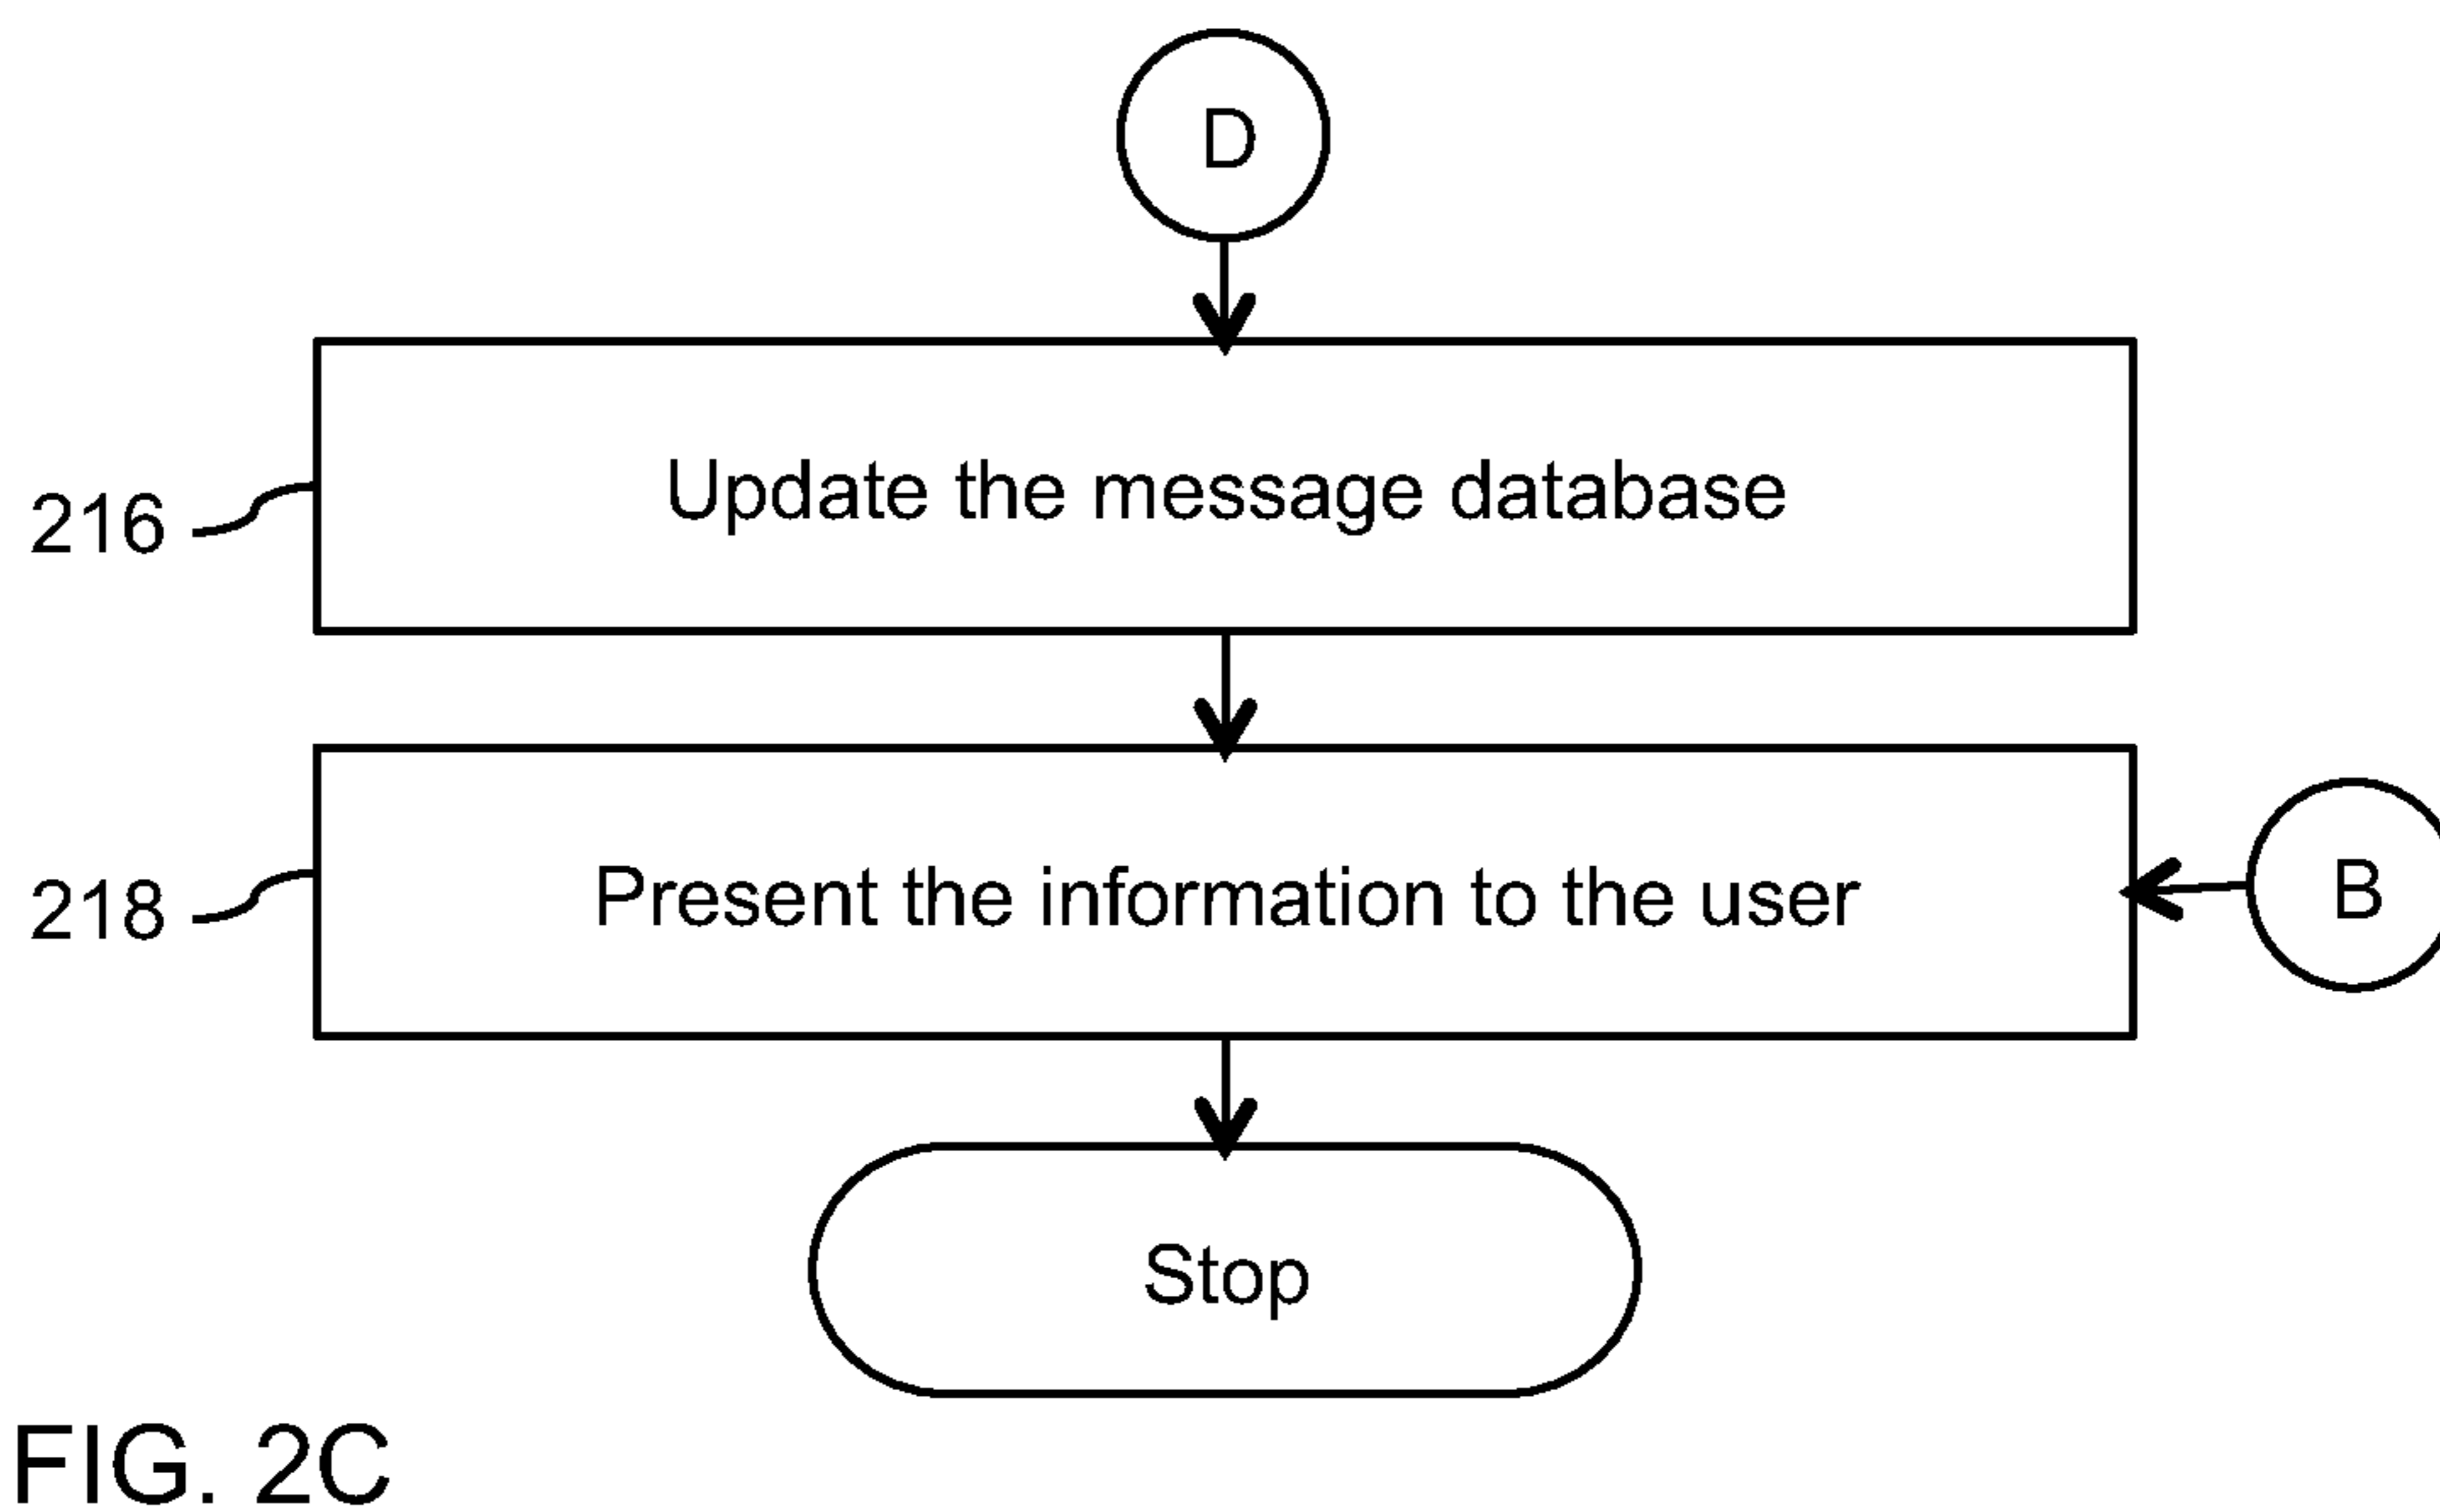 D
Update the message database
216
Present the information to the user
218
B
Stop
FIG. 2C